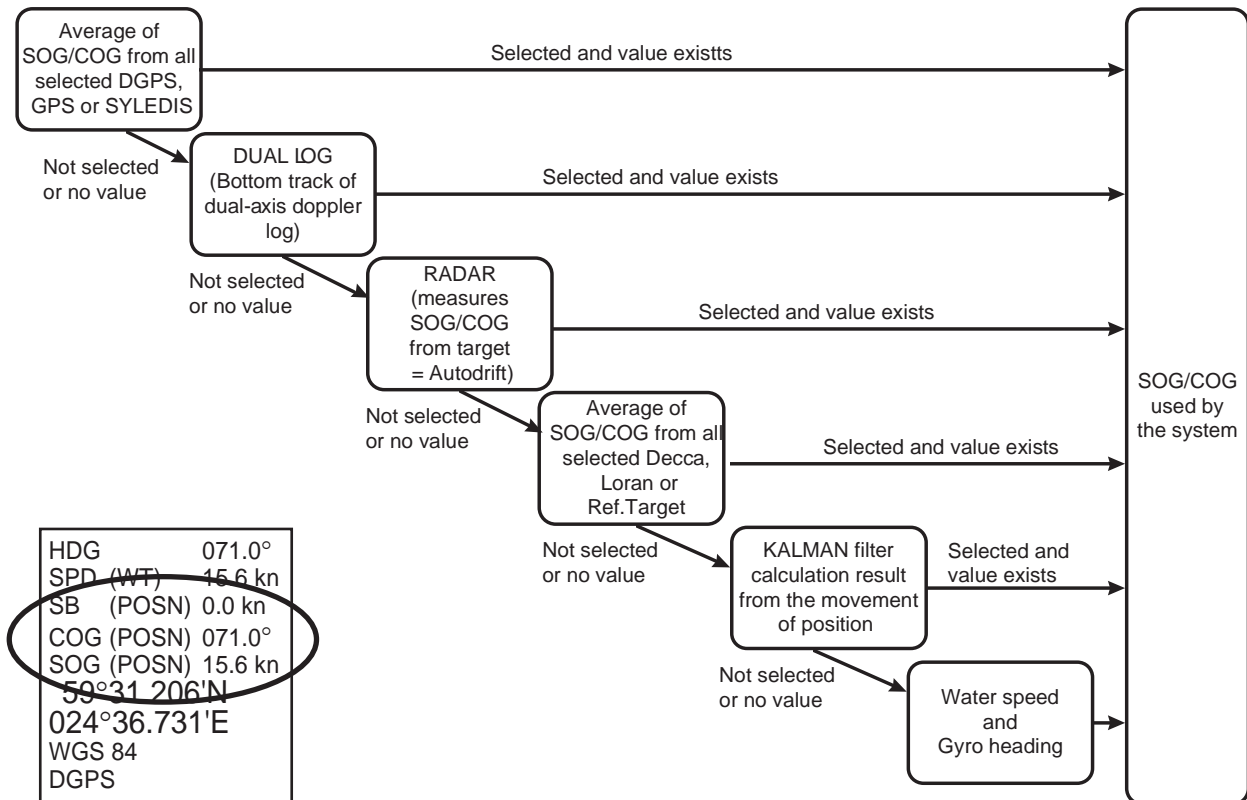 Average of
SOG/COG from all
selected DGPS,
GPS or SYLEDIS
Selected and value existts
Not selected
or no value
DUAL LOG
(Bottom track of
dual-axis doppler
log)
Selected and value exists
Not selected
or no value
RADAR
(measures
SOG/COG
from target
= Autodrift)
Selected and value exists
Not selected
or no value
Average of
SOG/COG from all
selected Decca,
Loran or
Ref.Target
Selected and value exists
Not selected
or no value
KALMAN filter
calculation result
from the movement
of position
Selected and
value exists
Not selected
or no value
Water speed
and
Gyro heading
SOG/COG
used by
the system
HDG 071.0°
SPD (WT) 15.6 kn
SB (POSN) 0.0 kn
COG (POSN) 071.0°
SOG (POSN) 15.6 kn
59°31.206'N
024°36.731'E
WGS 84
DGPS